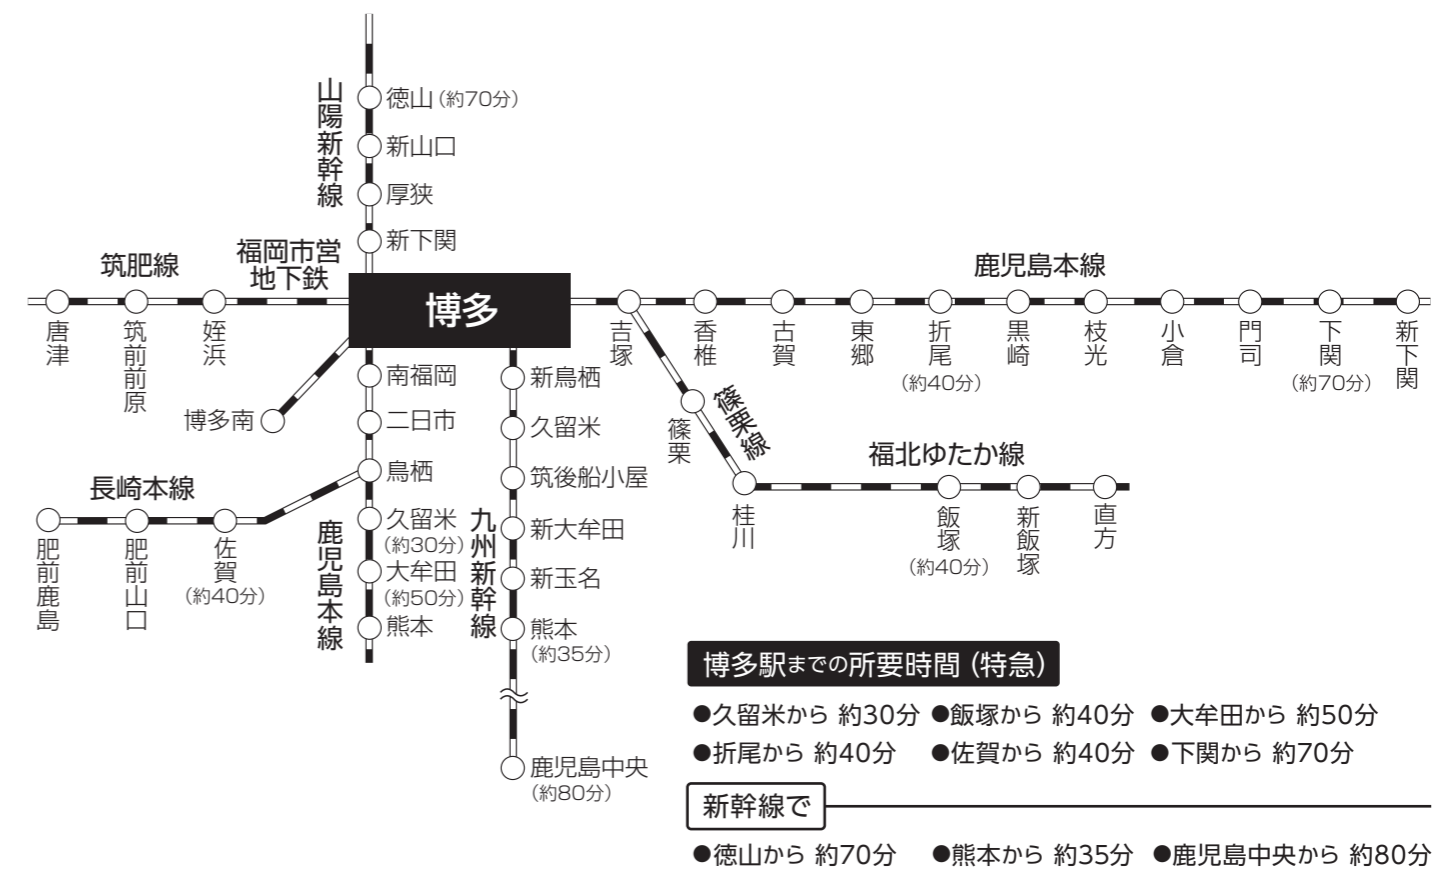 山陽新幹線
徳山（約70分）
新山口
厚狭
新下関
筑肥線
福岡市営
地下鉄
博多
鹿児島本線
唐津
筑前前原
姪浜
吉塚
香椎
古賀
東郷
折尾
（約40分）
黒崎
枝光
小倉
門司
下関
（約70分）
新下関
博多南
南福岡
二日市
鳥栖
久留米
（約30分）
大牟田
（約50分）
熊本
鹿児島本線
長崎本線
肥前鹿島
肥前山口
佐賀
（約40分）
九州新幹線
新鳥栖
久留米
筑後船小屋
新大牟田
新玉名
熊本
（約35分）
鹿児島中央
（約80分）
篠栗
篠栗線
桂川
福北ゆたか線
飯塚
（約40分）
新飯塚
直方
博多駅までの所要時間（特急）
●久留米から 約30分 ●飯塚から 約40分 ●大牟田から 約50分
●折尾から 約40分 ●佐賀から 約40分 ●下関から 約70分
新幹線で
●徳山から 約70分 ●熊本から 約35分 ●鹿児島中央から 約80分